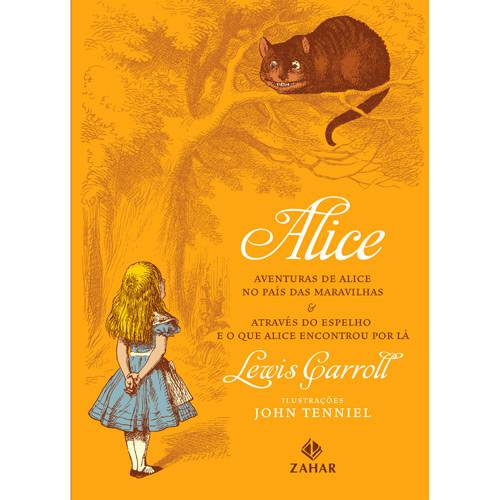 Alice
AVENTURAS DE ALICE
NO PAÍS DAS MARAVILHAS
&
ATRAVÉS DO ESPELHO
E O QUE ALICE ENCONTROU POR LÁ
Lewis Carroll
ILUSTRAÇÕES
JOHN TENNIEL
ZAHAR